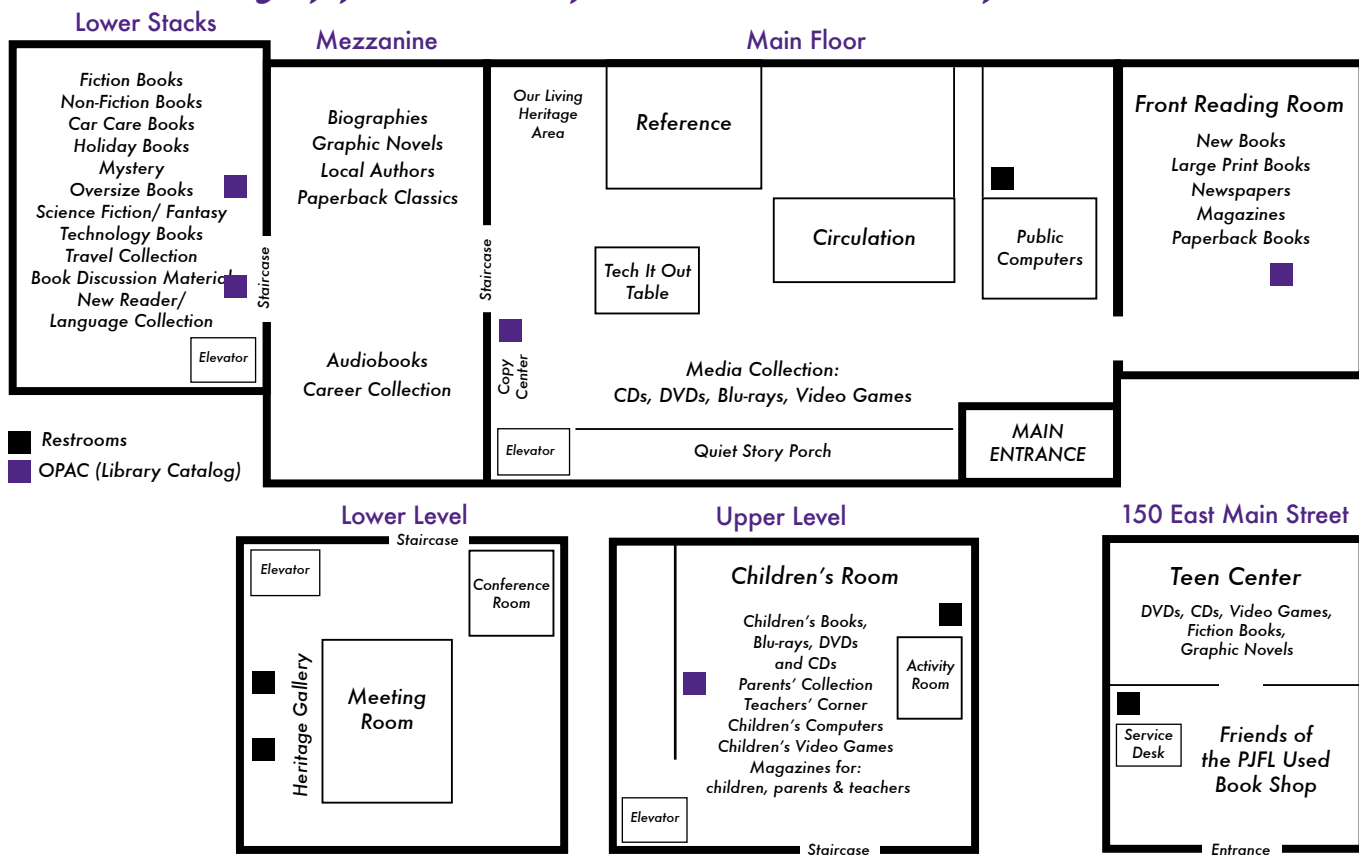 Lower Stacks
Fiction Books
Non-Fiction Books
Car Care Books
Holiday Books
Mystery
Oversize Books
Science Fiction/ Fantasy
Technology Books
Travel Collection
Book Discussion Material
New Reader/
Language Collection
Elevator
Staircase
Mezzanine
Biographies
Graphic Novels
Local Authors
Paperback Classics
Audiobooks
Career Collection
Staircase
Main Floor
Our Living
Heritage
Area
Reference
Circulation
Public
Computers
Tech It Out
Table
Copy
Center
Media Collection:
CDs, DVDs, Blu-rays, Video Games
Elevator
Quiet Story Porch
MAIN
ENTRANCE
Front Reading Room
New Books
Large Print Books
Newspapers
Magazines
Paperback Books
Restrooms
OPAC (Library Catalog)
Lower Level
Staircase
Elevator
Conference
Room
Heritage Gallery
Meeting
Room
Upper Level
Children's Room
Children's Books,
Blu-rays, DVDs
and CDs
Parents' Collection
Teachers' Corner
Children's Computers
Children's Video Games
Magazines for:
children, parents & teachers
Activity
Room
Elevator
Staircase
150 East Main Street
Teen Center
DVDs, CDs, Video Games,
Fiction Books,
Graphic Novels
Service
Desk
Friends of
the PJFL Used
Book Shop
Entrance